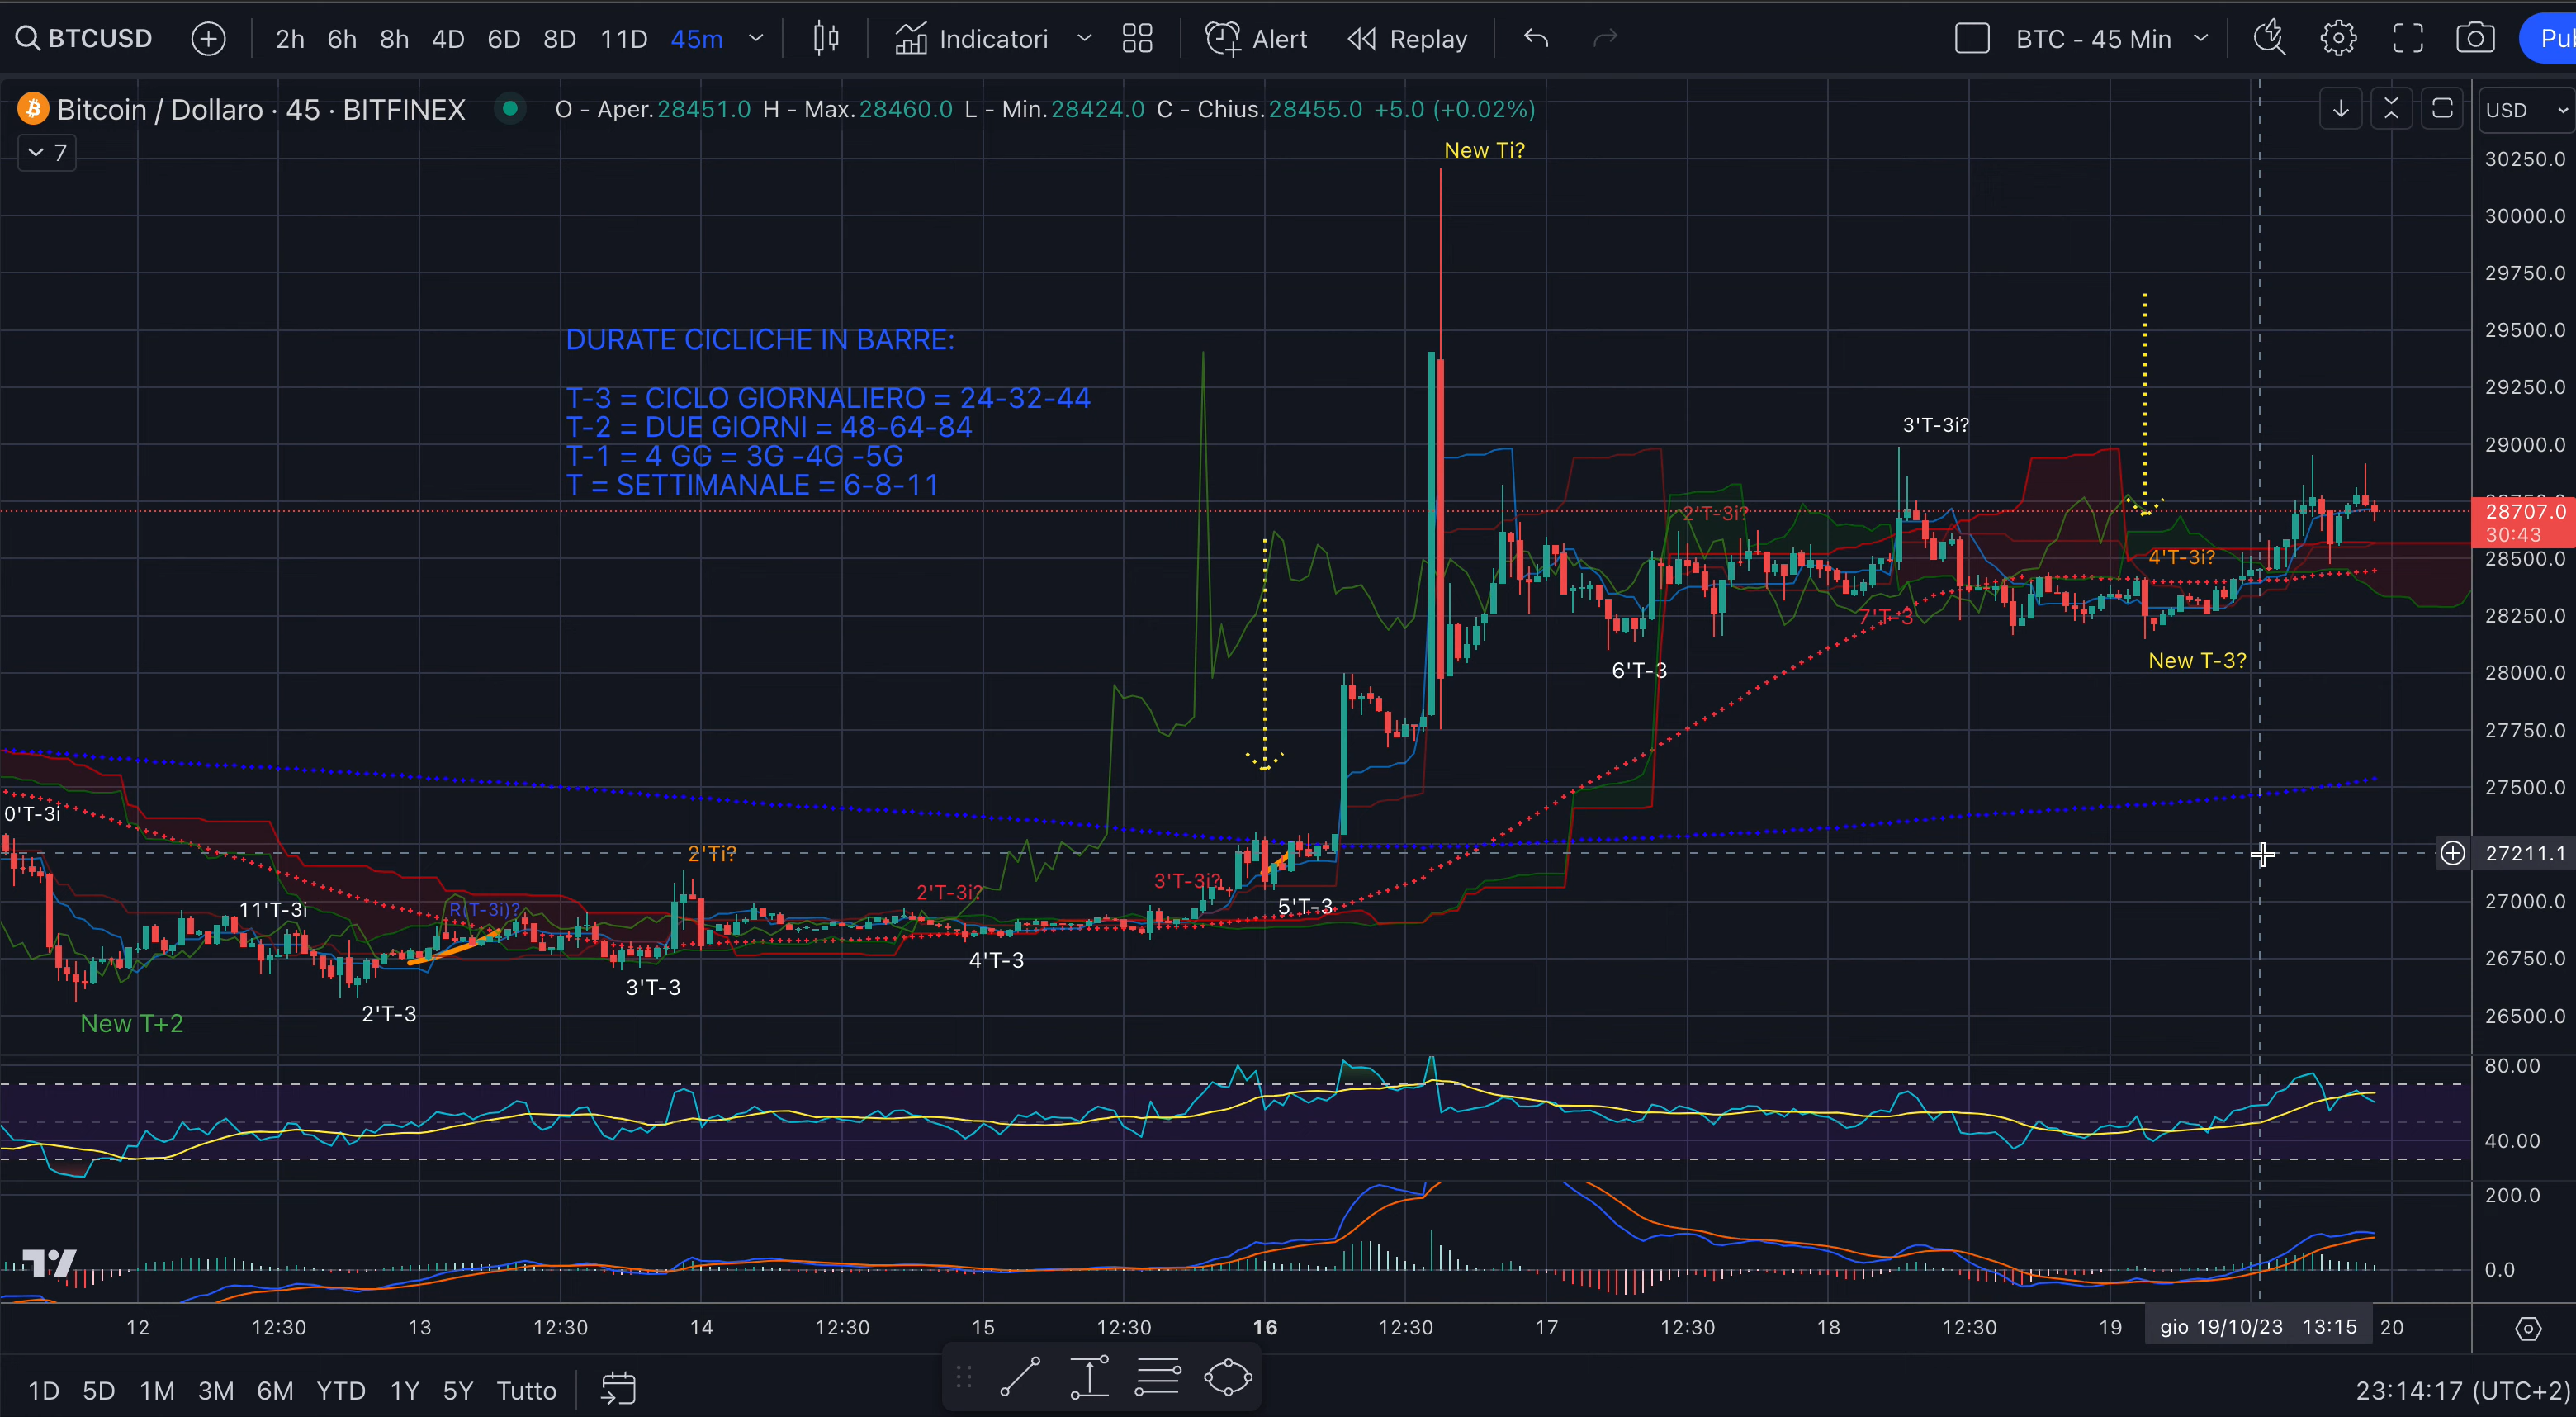 BTCUSD 2h 6h 8h 4D 6D 8D 11D 45m Indicatori Alert Replay BTC - 45 Min
Bitcoin / Dollaro · 45 · BITFINEX O - Aper.28451.0 H - Max.28460.0 L - Min.28424.0 C - Chius.28455.0 +5.0 (+0.02%) USD
7
New Ti?
30250.0
30000.0
29750.0
29500.0
DURATE CICLICHE IN BARRE:
T-3 = CICLO GIORNALIERO = 24-32-44
T-2 = DUE GIORNI = 48-64-84
T-1 = 4 GG = 3G -4G -5G
T = SETTIMANALE = 6-8-11
29250.0
3'T-3i?
29000.0
2'T-3i?
28707.0
30:43
4'T-3i?
28500.0
7'T-3
28250.0
New T-3?
6'T-3
28000.0
27750.0
27500.0
0'T-3i
2'Ti?
27211.1
2'T-3i?
3'T-3i?
11'T-3i
R(T-3i)?
5'T-3
27000.0
4'T-3
26750.0
3'T-3
2'T-3
New T+2
26500.0
80.00
40.00
200.0
0.0
12 12:30 13 12:30 14 12:30 15 12:30 16 12:30 17 12:30 18 12:30 19 gio 19/10/23 13:15 20
1D 5D 1M 3M 6M YTD 1Y 5Y Tutto 23:14:17 (UTC+2)